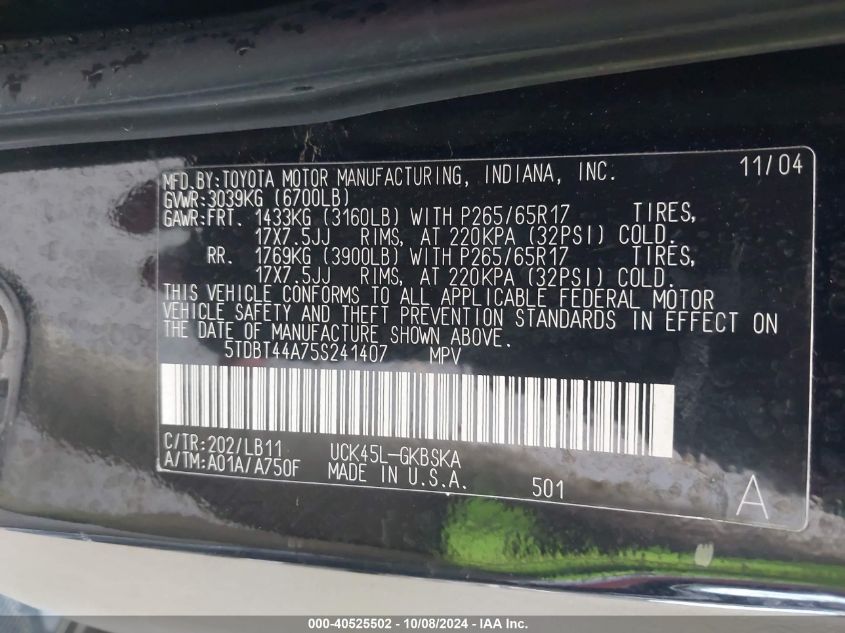 MFD.BY:TOYOTA MOTOR MANUFACTURING, INDIANA, INC. 11/04
GVWR:3039KG (6700LB)
GAWR:FRT. 1433KG (3160LB) WITH P265/65R17 TIRES,
17X7.5JJ RIMS, AT 220KPA (32PSI) COLD.
RR. 1769KG (3900LB) WITH P265/65R17 TIRES,
17X7.5JJ RIMS, AT 220KPA (32PSI) COLD.
THIS VEHICLE CONFORMS TO ALL APPLICABLE FEDERAL MOTOR
VEHICLE SAFETY AND THEFT PREVENTION STANDARDS IN EFFECT ON
THE DATE OF MANUFACTURE SHOWN ABOVE.
5TDBT44A75S241407 MPV
C/TR:202/LB11 UCK45L-GKBSKA
A/TM:A01A/A750F MADE IN U.S.A. 501 A
000-40525502 - 10/08/2024 - IAA Inc.